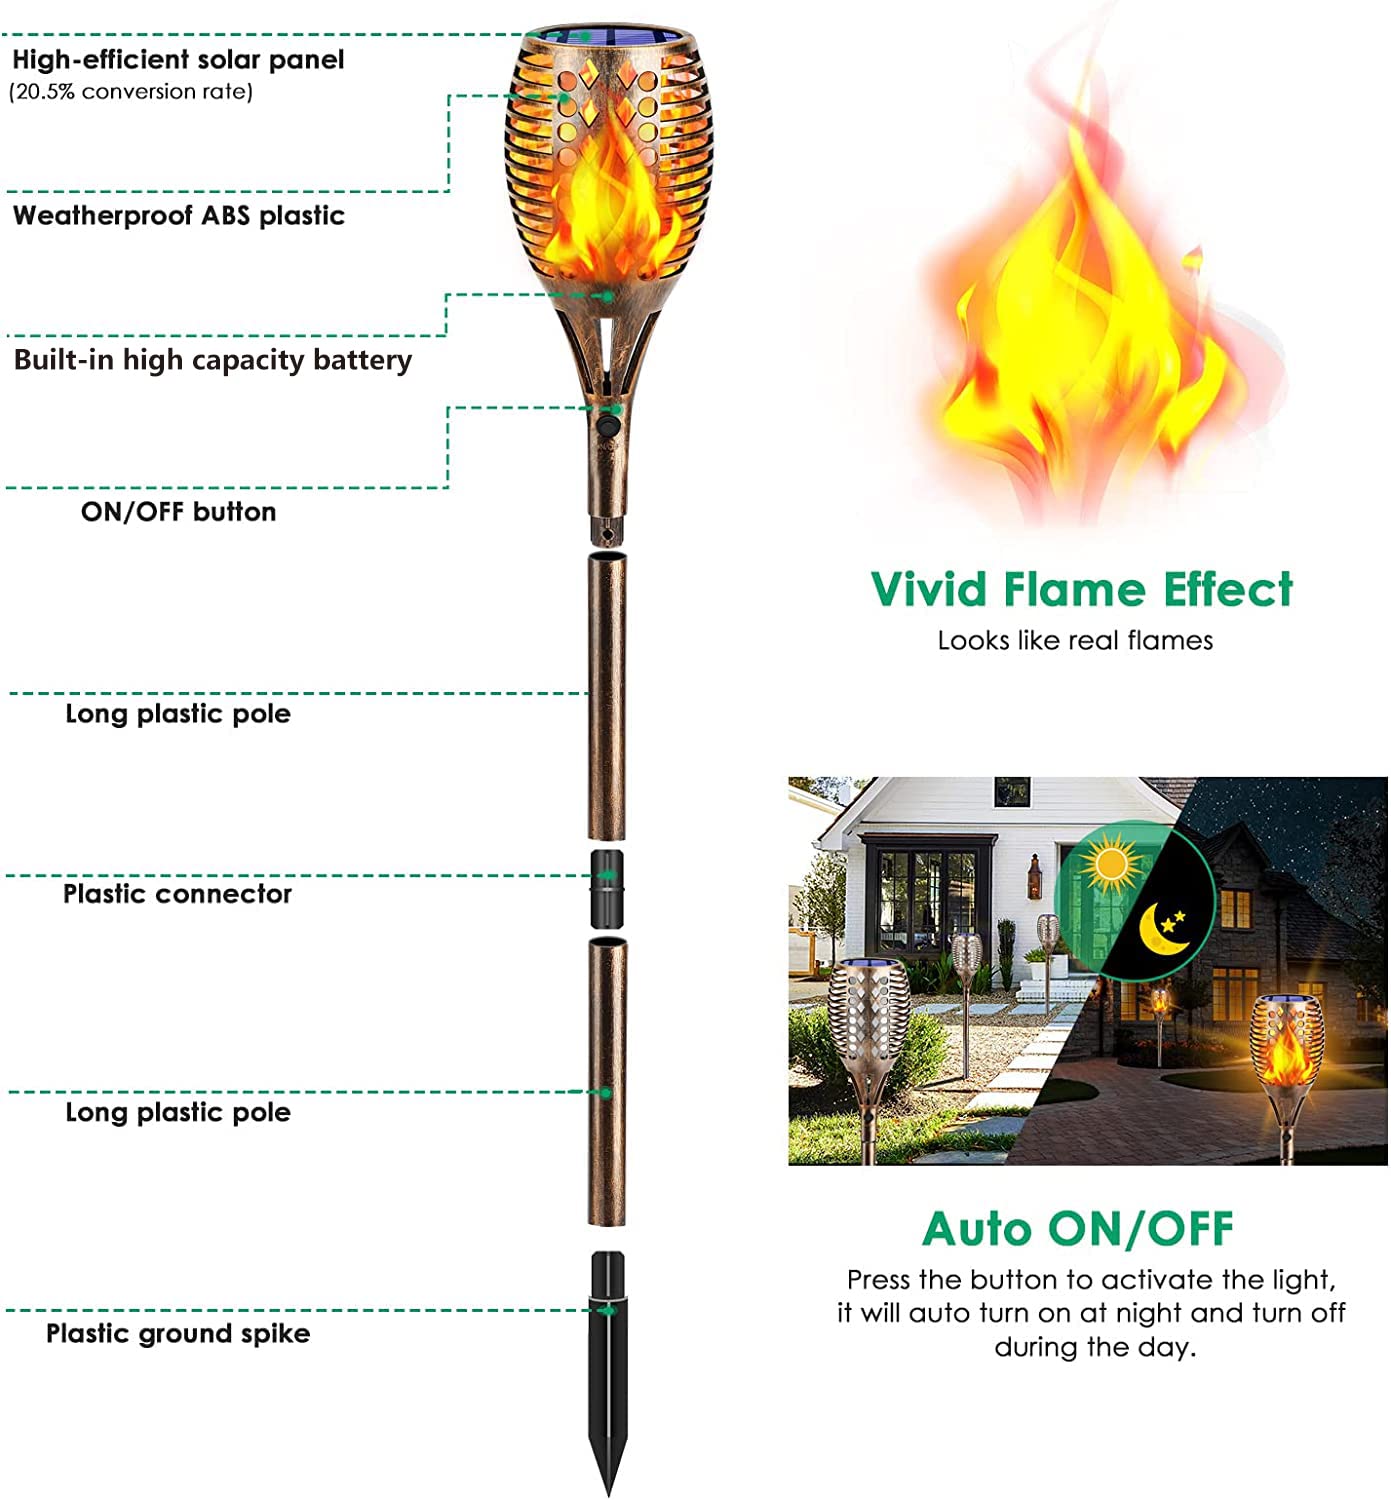 High-efficient solar panel
(20.5% conversion rate)
Weatherproof ABS plastic
Built-in high capacity battery
ON/OFF button
Long plastic pole
Plastic connector
Long plastic pole
Plastic ground spike
Vivid Flame Effect
Looks like real flames
Auto ON/OFF
Press the button to activate the light,
it will auto turn on at night and turn off
during the day.